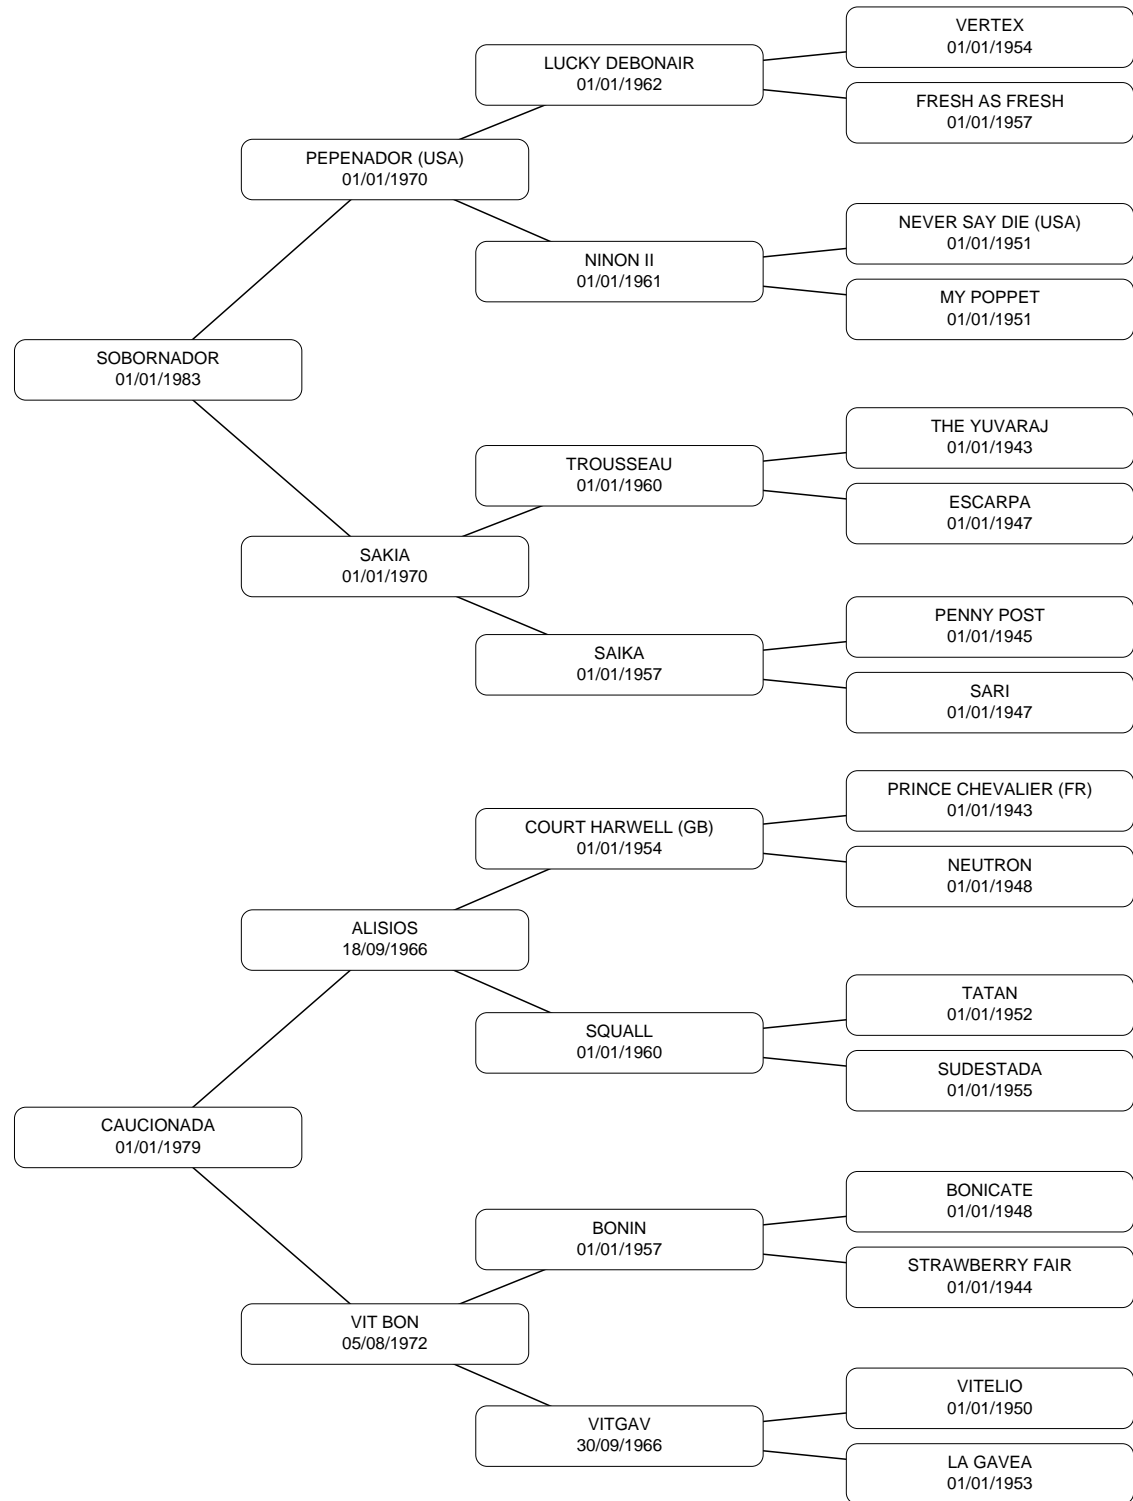 VERTEX
01/01/1954
LUCKY DEBONAIR
01/01/1962
FRESH AS FRESH
01/01/1957
PEPENADOR (USA)
01/01/1970
NEVER SAY DIE (USA)
01/01/1951
NINON II
01/01/1961
MY POPPET
01/01/1951
SOBORNADOR
01/01/1983
THE YUVARAJ
01/01/1943
TROUSSEAU
01/01/1960
ESCARPA
01/01/1947
SAKIA
01/01/1970
PENNY POST
01/01/1945
SAIKA
01/01/1957
SARI
01/01/1947
PRINCE CHEVALIER (FR)
01/01/1943
COURT HARWELL (GB)
01/01/1954
NEUTRON
01/01/1948
ALISIOS
18/09/1966
TATAN
01/01/1952
SQUALL
01/01/1960
SUDESTADA
01/01/1955
CAUCIONADA
01/01/1979
BONICATE
01/01/1948
BONIN
01/01/1957
STRAWBERRY FAIR
01/01/1944
VIT BON
05/08/1972
VITELIO
01/01/1950
VITGAV
30/09/1966
LA GAVEA
01/01/1953